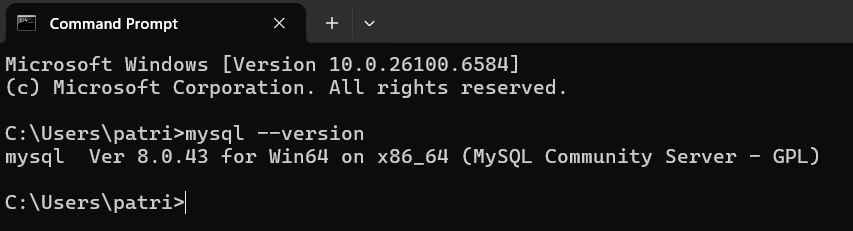 Command Prompt
Microsoft Windows [Version 10.0.26100.6584]
(c) Microsoft Corporation. All rights reserved.
C:\Users\patri>mysql --version
mysql  Ver 8.0.43 for Win64 on x86_64 (MySQL Community Server - GPL)
C:\Users\patri>